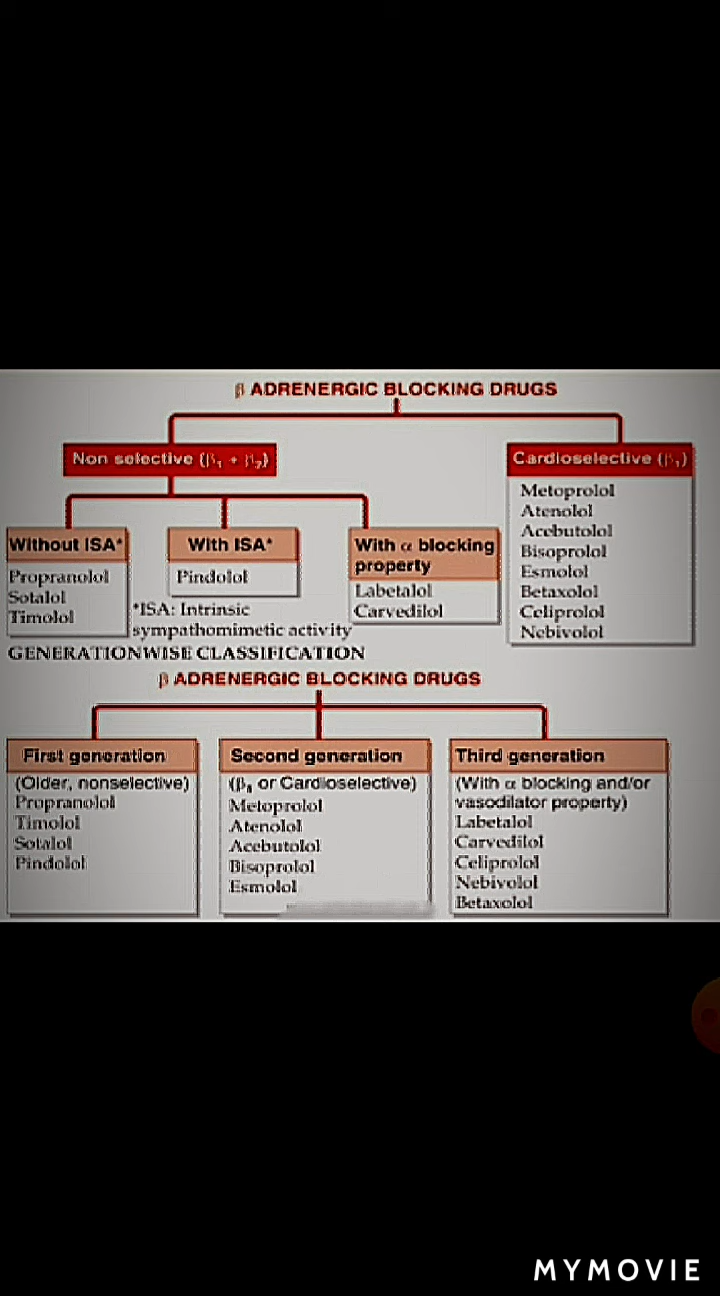 β ADRENERGIC BLOCKING DRUGS
Non selective (β₁ + β₂)
Cardioselective (β₁)
Without ISA*
Propranolol
Sotalol
Timolol
With ISA*
Pindolol
*ISA: Intrinsic
sympathomimetic activity
With α blocking
property
Labetalol
Carvedilol
Metoprolol
Atenolol
Acebutolol
Bisoprolol
Esmolol
Betaxolol
Celiprolol
Nebivolol
GENERATIONWISE CLASSIFICATION
β ADRENERGIC BLOCKING DRUGS
First generation
(Older, nonselective)
Propranolol
Timolol
Sotalol
Pindolol
Second generation
(β₁ or Cardioselective)
Metoprolol
Atenolol
Acebutolol
Bisoprolol
Esmolol
Third generation
(With α blocking and/or
vasodilator property)
Labetalol
Carvedilol
Celiprolol
Nebivolol
Betaxolol
MYMOVIE